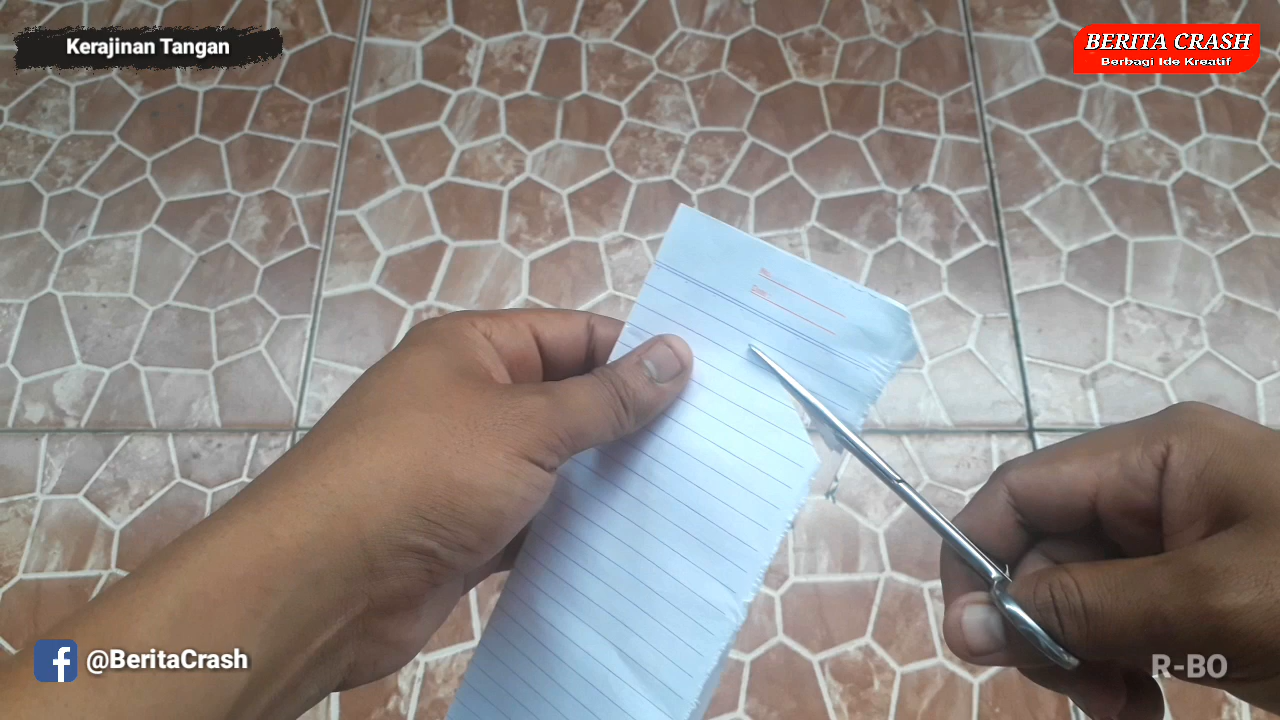 Kerajinan Tangan
BERITA CRASH
Berbagi Ide Kreatif
@BeritaCrash
R-BO